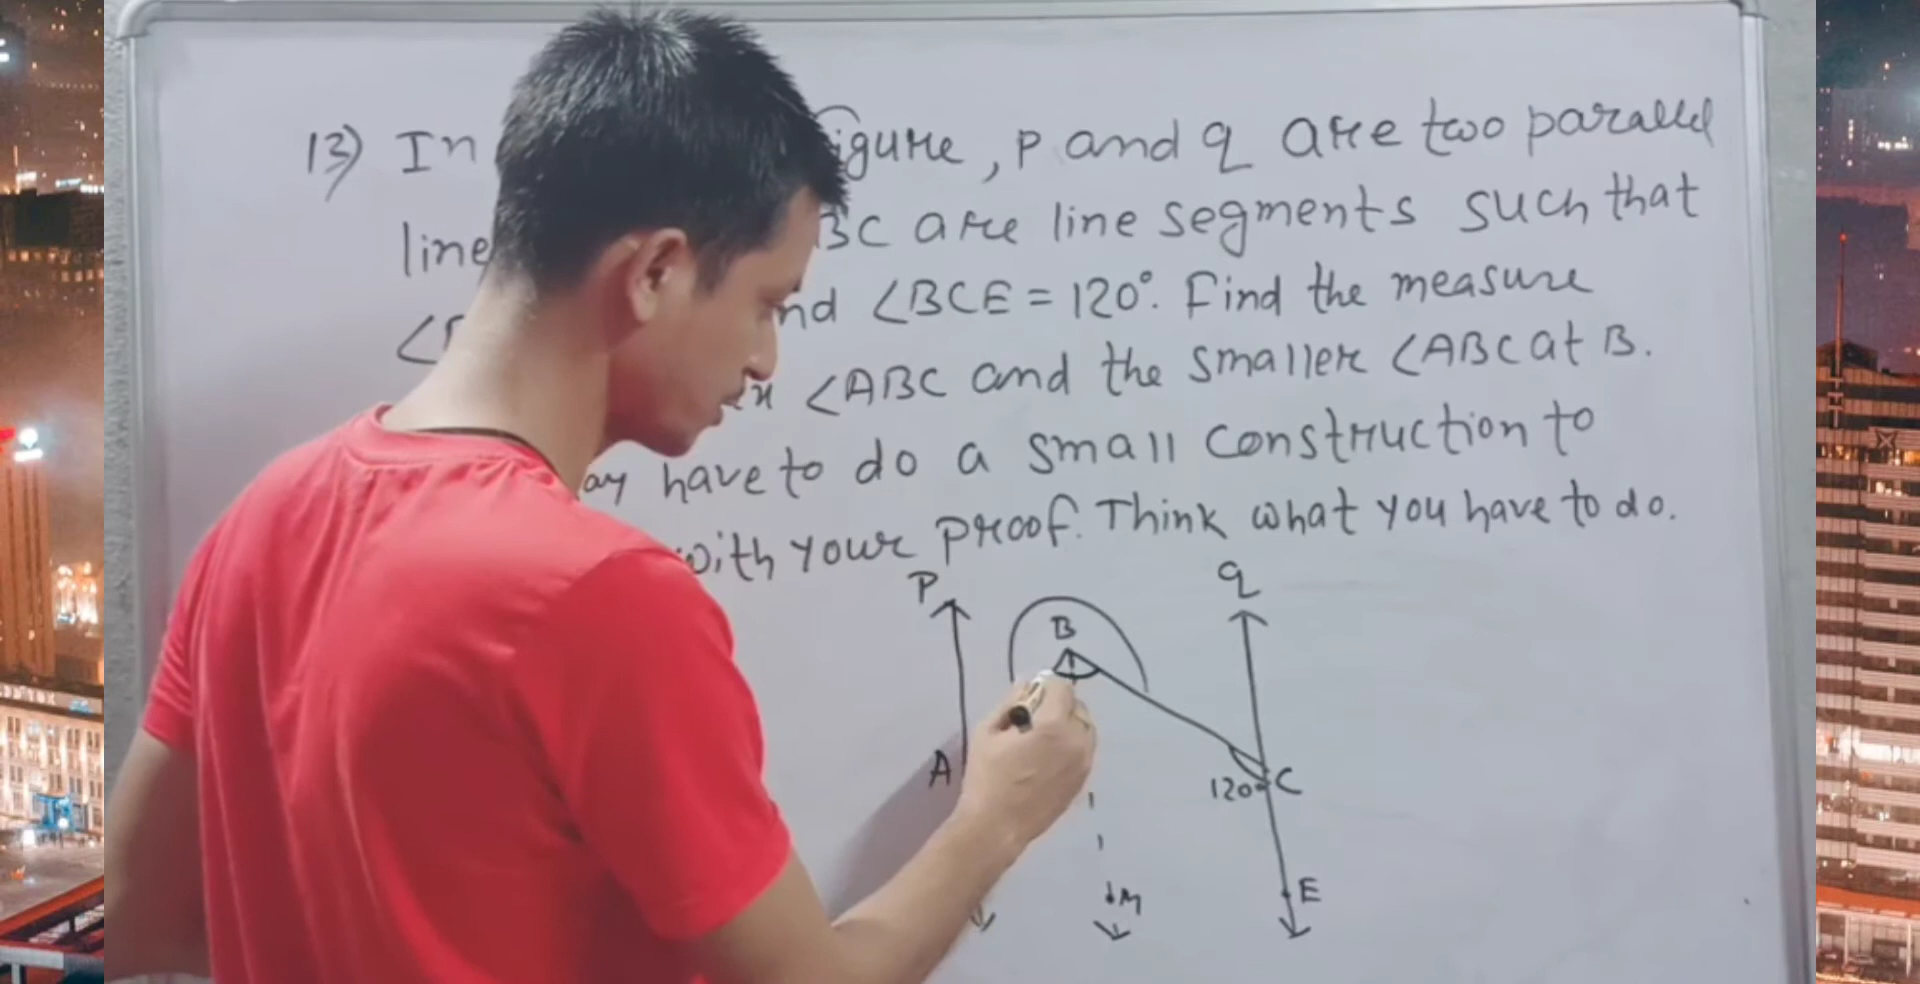 13) In igure, p and q are two parallel
line BC are line segments such that
∠ nd ∠BCE = 120°. Find the measure
∠ABC and the smaller ∠ABC at B.
ay have to do a small construction to
with your proof. Think what you have to do.
P q
B
A 120° C
M E